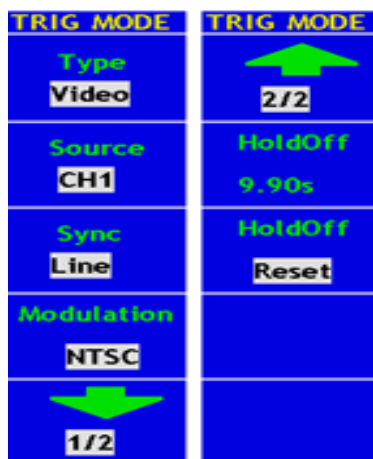 TRIG MODE
Type
Video
Source
CH1
Sync
Line
Modulation
NTSC
1/2
TRIG MODE
2/2
HoldOff
9.90s
HoldOff
Reset